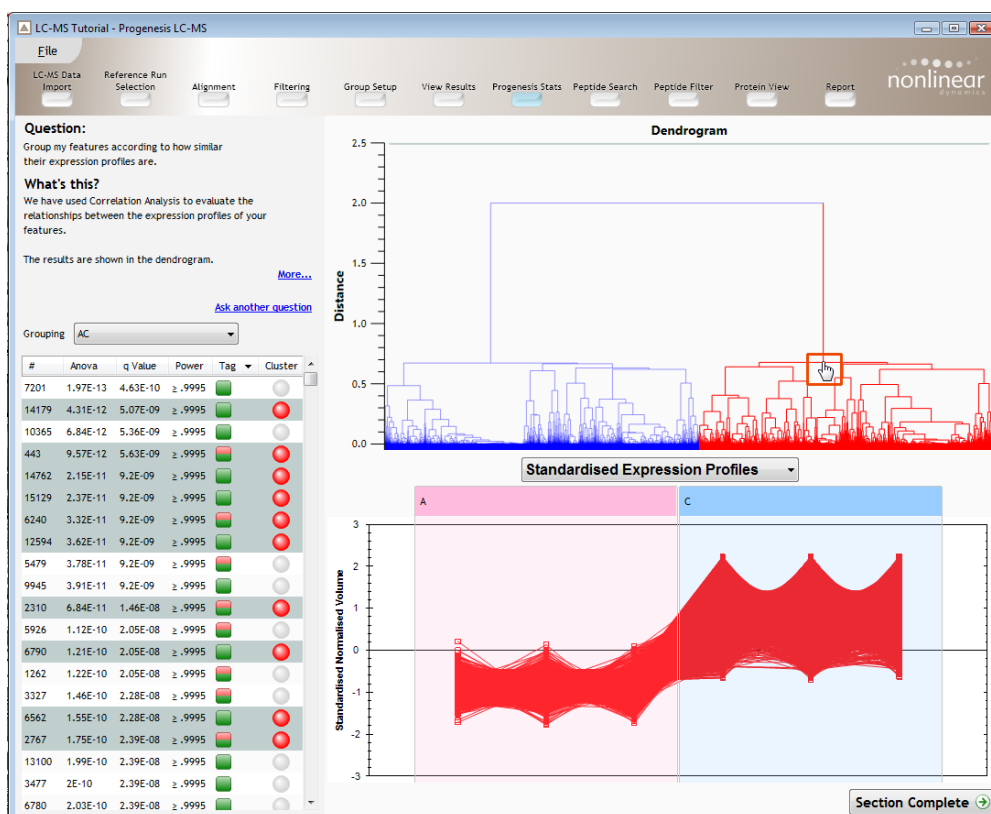 LC-MS Tutorial - Progenesis LC-MS
File
LC-MS Data Import
Reference Run Selection
Alignment
Filtering
Group Setup
View Results
Progenesis Stats
Peptide Search
Peptide Filter
Protein View
Report
nonlinear
dynamics
Question:
Group my features according to how similar
their expression profiles are.
What's this?
We have used Correlation Analysis to evaluate the
relationships between the expression profiles of your
features.
The results are shown in the dendrogram.
More...
Ask another question
Grouping AC
# Anova q Value Power Tag Cluster
7201 1.97E-13 4.63E-10 ≥ .9995
14179 4.31E-12 5.07E-09 ≥ .9995
10365 6.84E-12 5.36E-09 ≥ .9995
443 9.57E-12 5.63E-09 ≥ .9995
14762 2.15E-11 9.2E-09 ≥ .9995
15129 2.37E-11 9.2E-09 ≥ .9995
6240 3.32E-11 9.2E-09 ≥ .9995
12594 3.62E-11 9.2E-09 ≥ .9995
5479 3.78E-11 9.2E-09 ≥ .9995
9945 3.91E-11 9.2E-09 ≥ .9995
2310 6.84E-11 1.46E-08 ≥ .9995
5926 1.12E-10 2.05E-08 ≥ .9995
6790 1.21E-10 2.05E-08 ≥ .9995
1262 1.22E-10 2.05E-08 ≥ .9995
3327 1.46E-10 2.28E-08 ≥ .9995
6562 1.55E-10 2.28E-08 ≥ .9995
2767 1.75E-10 2.39E-08 ≥ .9995
13100 1.99E-10 2.39E-08 ≥ .9995
3477 2E-10 2.39E-08 ≥ .9995
6780 2.03E-10 2.39E-08 ≥ .9995
Dendrogram
Distance
2.5
2.0
1.5
1.0
0.5
0.0
Standardised Expression Profiles
A
C
Standardised Normalised Volume
3
2
1
0
-1
-2
-3
Section Complete